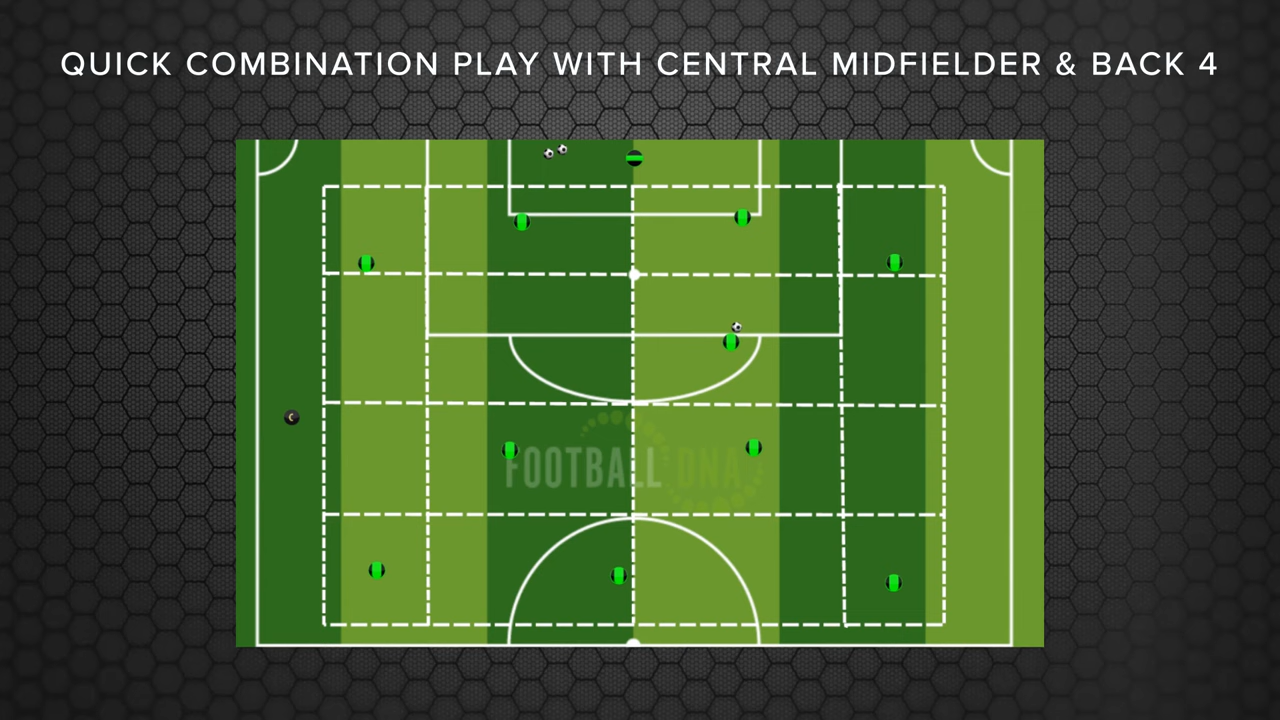 QUICK COMBINATION PLAY WITH CENTRAL MIDFIELDER & BACK 4
C
FOOTBALL DNA